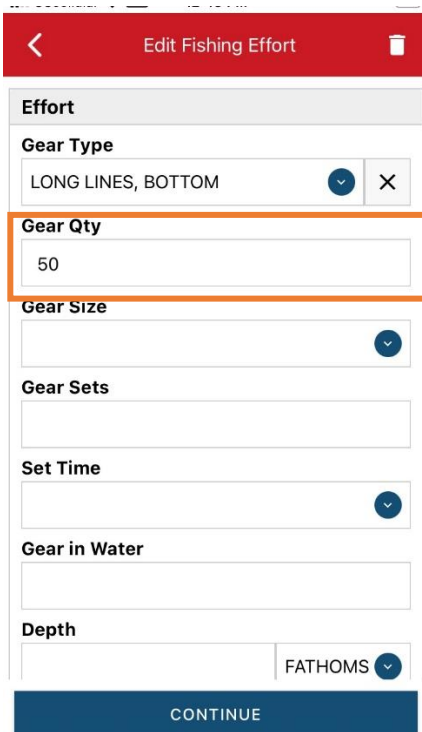 Edit Fishing Effort
Effort
Gear Type
LONG LINES, BOTTOM
Gear Qty
50
Gear Size
Gear Sets
Set Time
Gear in Water
Depth
FATHOMS
CONTINUE